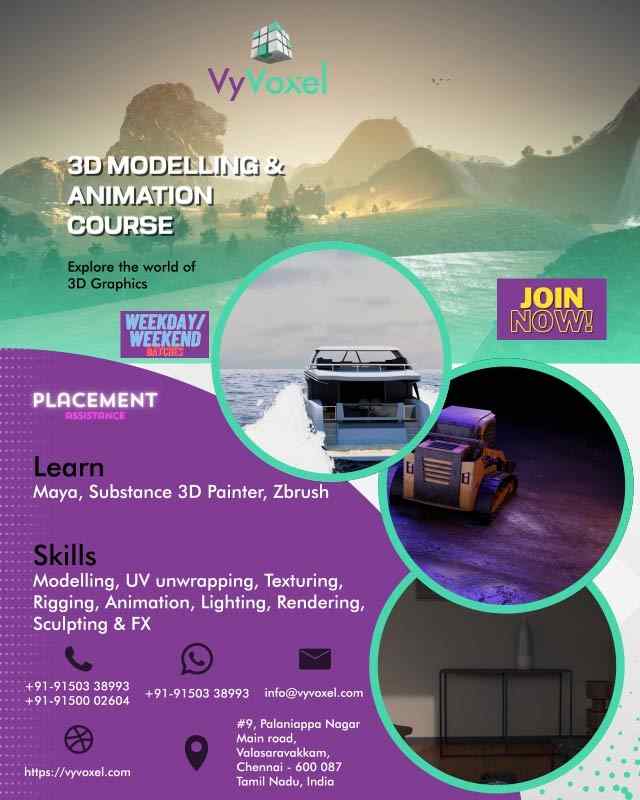 VyVoxel
3D MODELLING &
ANIMATION
COURSE
Explore the world of
3D Graphics
JOIN
NOW!
WEEKDAY/
WEEKEND
BATCHES
PLACEMENT
ASSISTANCE
Learn
Maya, Substance 3D Painter, Zbrush
Skills
Modelling, UV unwrapping, Texturing,
Rigging, Animation, Lighting, Rendering,
Sculpting & FX
+91-91503 38993
+91-91500 02604
+91-91503 38993
info@vyvoxel.com
https://vyvoxel.com
#9, Palaniappa Nagar
Main road,
Valasaravakkam,
Chennai - 600 087
Tamil Nadu, India